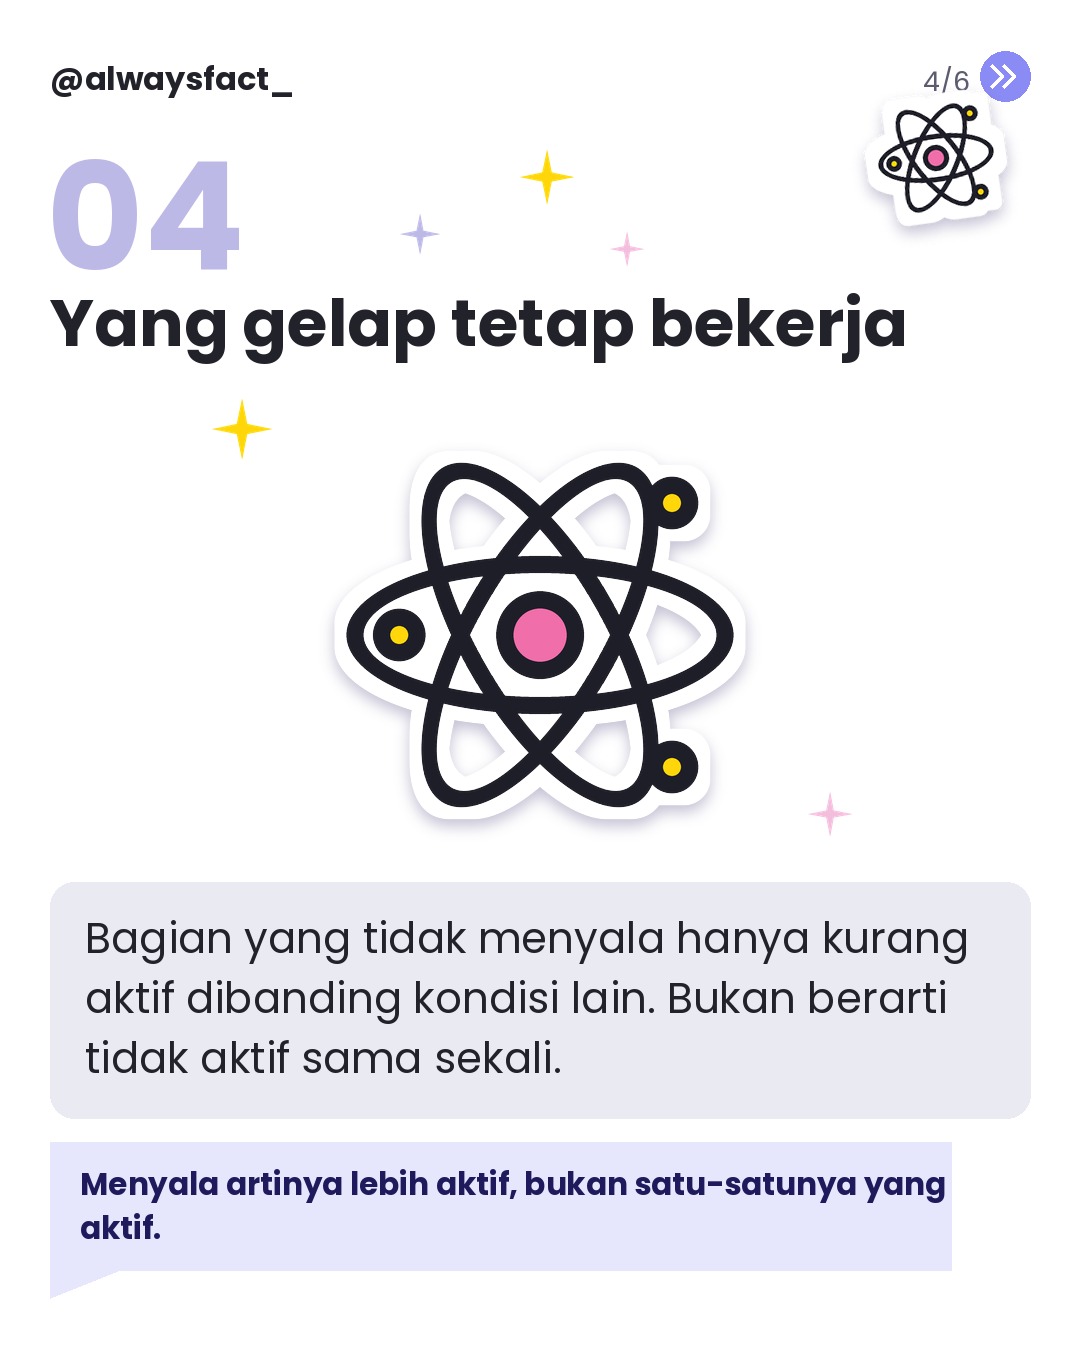 @alwaysfact_
4/6
04
Yang gelap tetap bekerja
Bagian yang tidak menyala hanya kurang
aktif dibanding kondisi lain. Bukan berarti
tidak aktif sama sekali.
Menyala artinya lebih aktif, bukan satu-satunya yang
aktif.